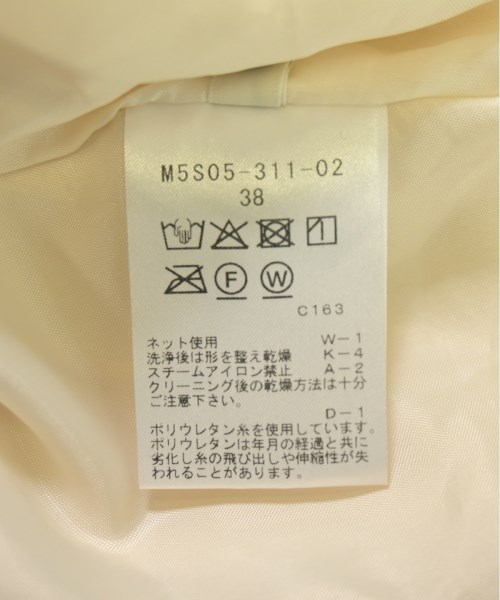 M5S05-311-02
38
F W
C163
ネット使用 W-1
洗浄後は形を整え乾燥 K-4
スチームアイロン禁止 A-2
クリーニング後の乾燥方法は十分
ご注意下さい。
D-1
ポリウレタン糸を使用しています。
ポリウレタンは年月の経過と共に
劣化し糸の飛び出しや伸縮性が失
われることがあります。